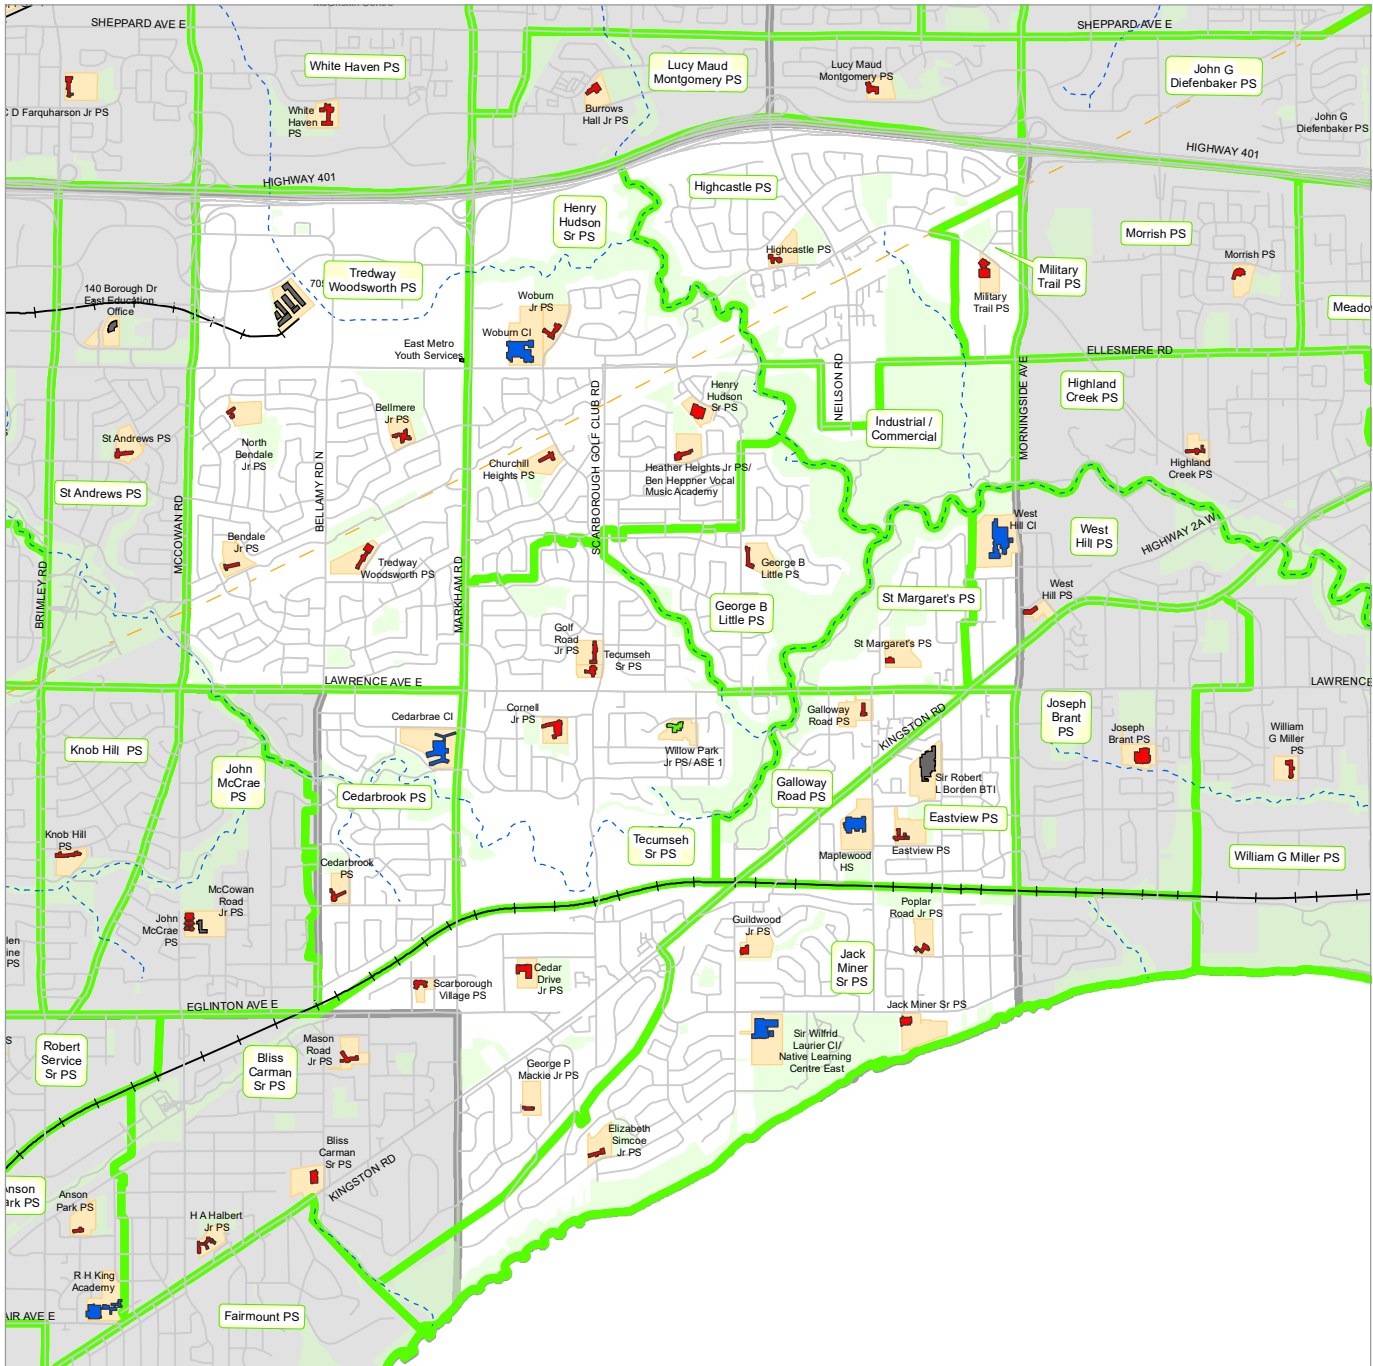 SHEPPARD AVE E
SHEPPARD AVE E
White Haven PS
Lucy Maud
Montgomery PS
Lucy Maud
Montgomery PS
John G
Diefenbaker PS
C D Farquharson Jr PS
White
Haven
PS
Burrows
Hall Jr PS
John G
Diefenbaker PS
HIGHWAY 401
HIGHWAY 401
Highcastle PS
Henry
Hudson
Sr PS
Highcastle PS
Morrish PS
Morrish PS
Tredway
Woodsworth PS
705
140 Borough Dr
East Education
Office
Woburn
Jr PS
Woburn CI
Military
Trail PS
Military
Trail PS
East Metro
Youth Services
ELLESMERE RD
NEILSON RD
MORNINGSIDE AVE
Highland
Creek PS
Henry
Hudson
Sr PS
Bellmere
Jr PS
SCARBOROUGH GOLF CLUB RD
Industrial /
Commercial
St Andrews PS
North
Bendale
Jr PS
BELLAMY RD N
Churchill
Heights PS
Heather Heights Jr PS/
Ben Heppner Vocal
Music Academy
Highland
Creek PS
St Andrews PS
MCCOWAN RD
West
Hill CI
West
Hill PS
HIGHWAY 2A W
Bendale
Jr PS
Tredway
Woodsworth PS
BRIMLEY RD
MARKHAM RD
George B
Little PS
George B
Little PS
St Margaret's PS
West
Hill PS
Golf
Road
Jr PS
Tecumseh
Sr PS
St Margaret's PS
LAWRENCE AVE E
LAWRENCE
Cedarbrae CI
Cornell
Jr PS
Willow Park
Jr PS/ ASE 1
Galloway
Road PS
KINGSTON RD
Joseph
Brant
PS
Joseph
Brant PS
William
G Miller
PS
Knob Hill PS
John
McCrae
PS
Cedarbrook PS
Galloway
Road PS
Sir Robert
L Borden BTI
Eastview PS
Tecumseh
Sr PS
Maplewood
HS
Eastview PS
William G Miller PS
Knob Hill
PS
Cedarbrook
PS
McCowan
Road
Jr PS
John
McCrae
PS
Guildwood
Jr PS
Poplar
Road Jr PS
Jack
Miner
Sr PS
Cedar
Drive
Jr PS
Scarborough
Village PS
EGLINTON AVE E
Jack Miner Sr PS
Robert
Service
Sr PS
Bliss
Carman
Sr PS
Mason
Road
Jr PS
Sir Wilfrid
Laurier CI/
Native Learning
Centre East
George P
Mackie Jr PS
Elizabeth
Simcoe
Jr PS
Bliss
Carman
Sr PS
KINGSTON RD
Anson
Park PS
H A Halbert
Jr PS
R H King
Academy
AIR AVE E
Fairmount PS